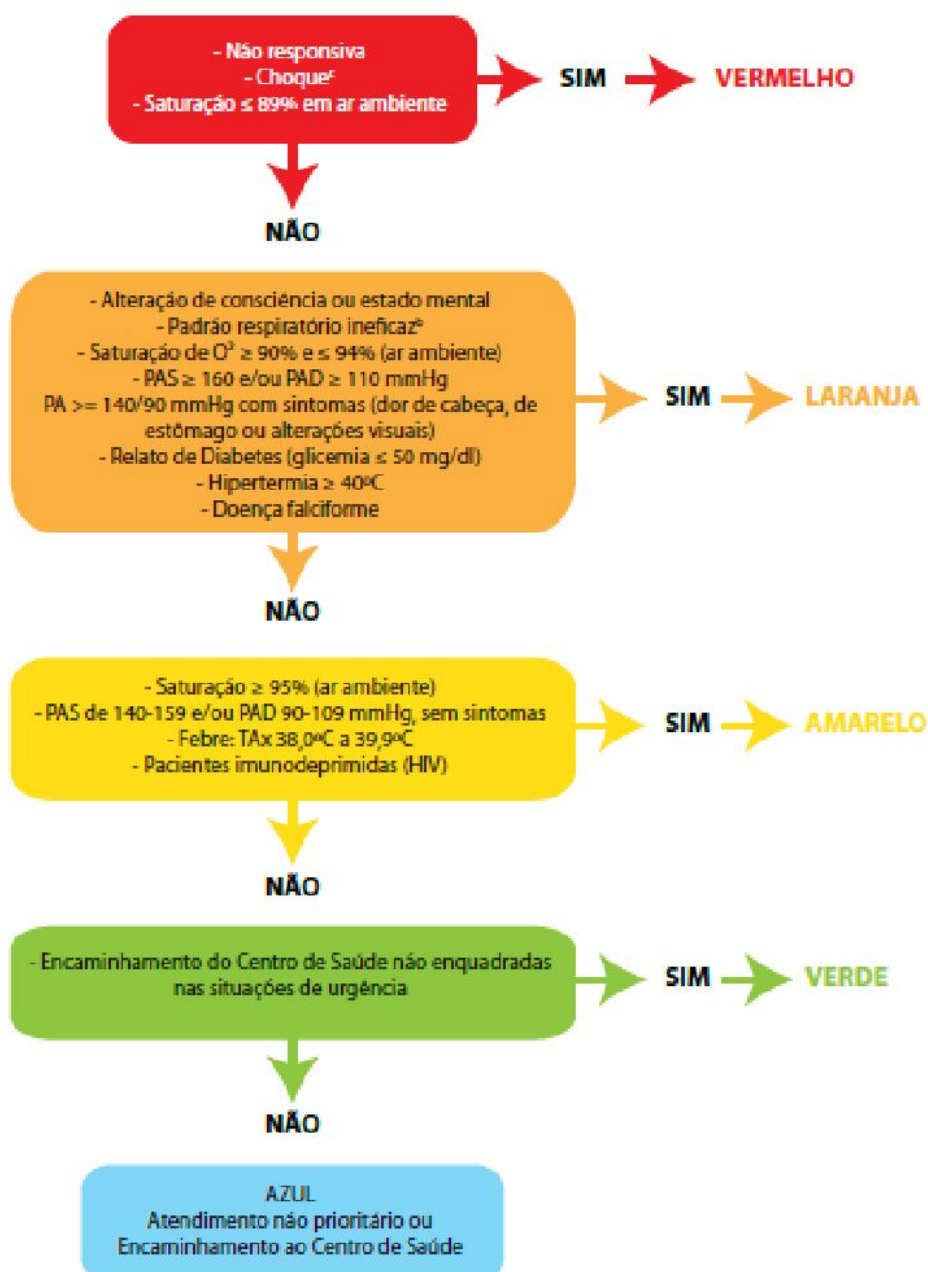 - Não responsiva
- Choqueᶜ
- Saturação ≤ 89% em ar ambiente
SIM
VERMELHO
NÃO
- Alteração de consciência ou estado mental
- Padrão respiratório ineficazᵇ
- Saturação de O² ≥ 90% e ≤ 94% (ar ambiente)
- PAS ≥ 160 e/ou PAD ≥ 110 mmHg
PA >= 140/90 mmHg com sintomas (dor de cabeça, de
estômago ou alterações visuais)
- Relato de Diabetes (glicemia ≤ 50 mg/dl)
- Hipertermia ≥ 40ºC
- Doença falciforme
SIM
LARANJA
NÃO
- Saturação ≥ 95% (ar ambiente)
- PAS de 140-159 e/ou PAD 90-109 mmHg, sem sintomas
- Febre: TAx 38,0ºC a 39,9ºC
- Pacientes imunodeprimidas (HIV)
SIM
AMARELO
NÃO
- Encaminhamento do Centro de Saúde não enquadradas
nas situações de urgência
SIM
VERDE
NÃO
AZUL
Atendimento não prioritário ou
Encaminhamento ao Centro de Saúde